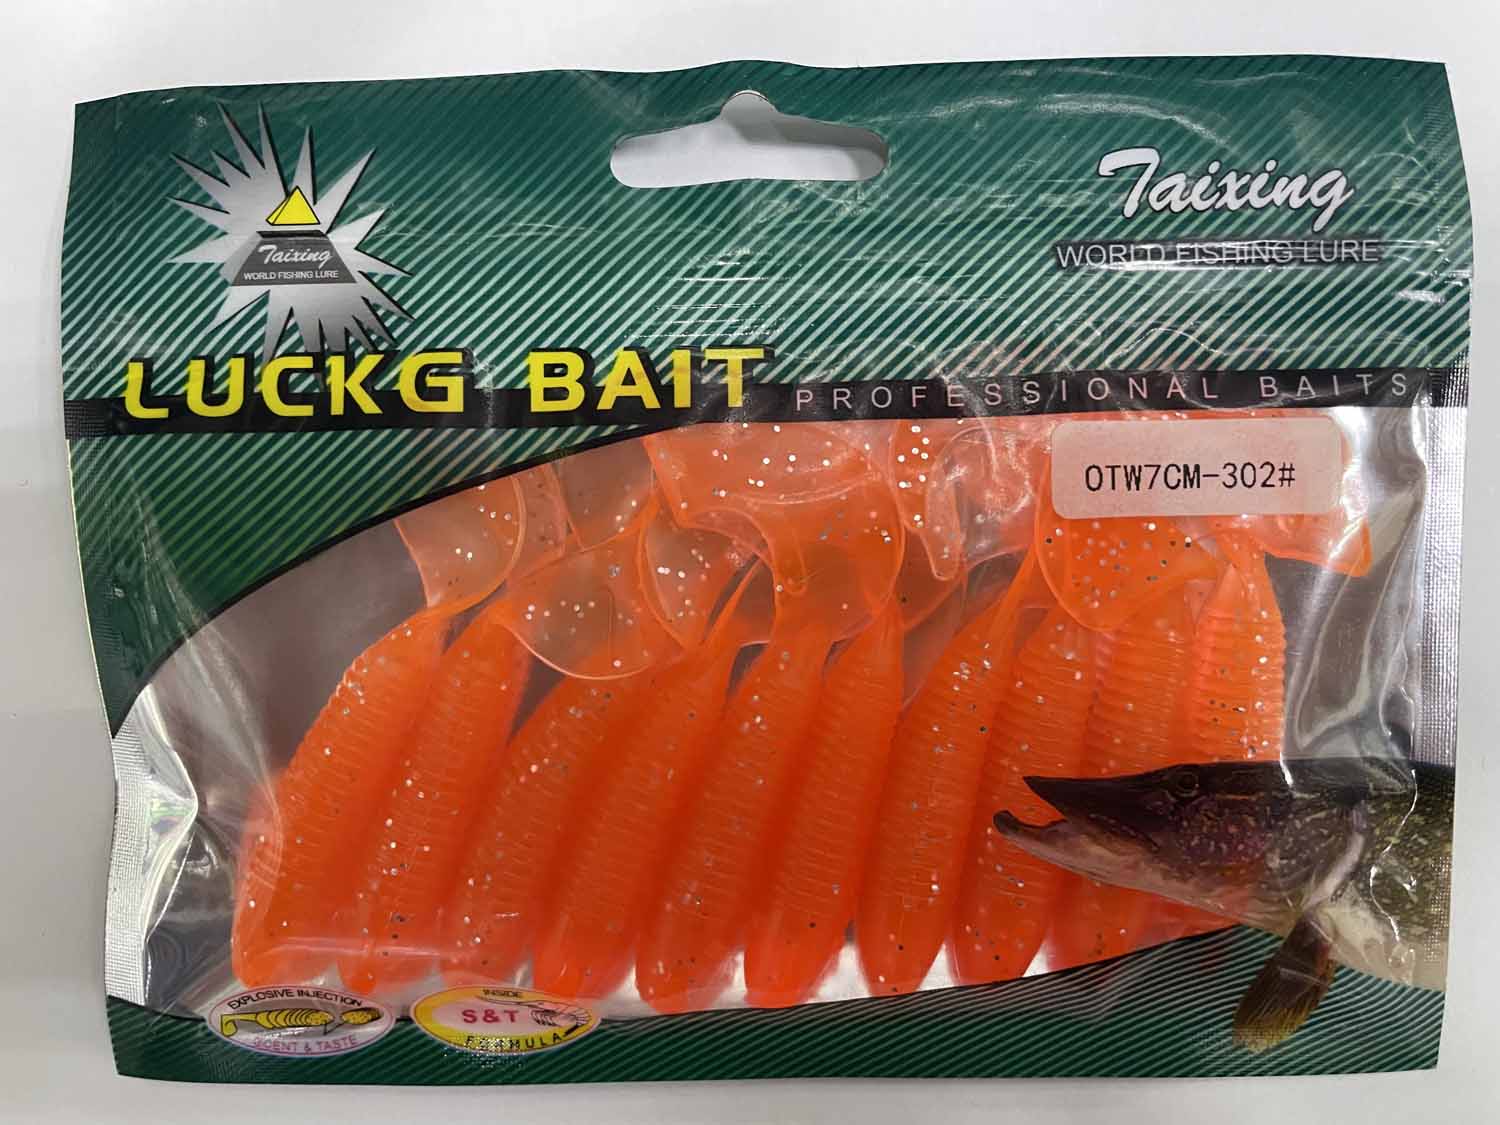 Taixing
WORLD FISHING LURE
Taixing
WORLD FISHING LURE
LUCKG BAIT
PROFESSIONAL BAITS
OTW7CM-302#
EXPLOSIVE INJECTION
SCENT & TASTE
INSIDE
S & T
FORMULA